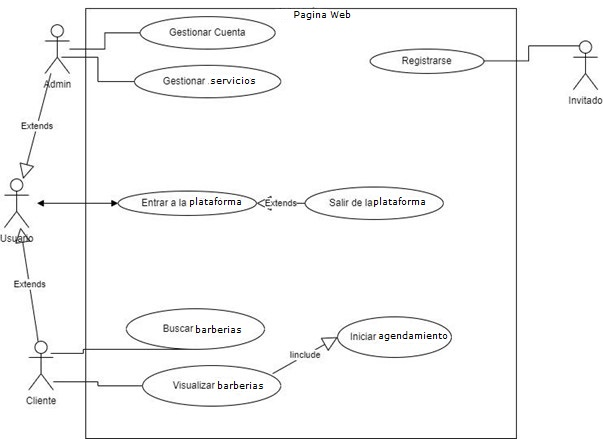 Pagina Web
Gestionar Cuenta
Registrarse
Admin
Gestionar servicios
Invitado
Extends
Entrar a la plataforma
Extends
Salir de la plataforma
Usuario
Extends
Buscar barberias
Iniciar agendamiento
Iinclude
Visualizar barberias
Cliente